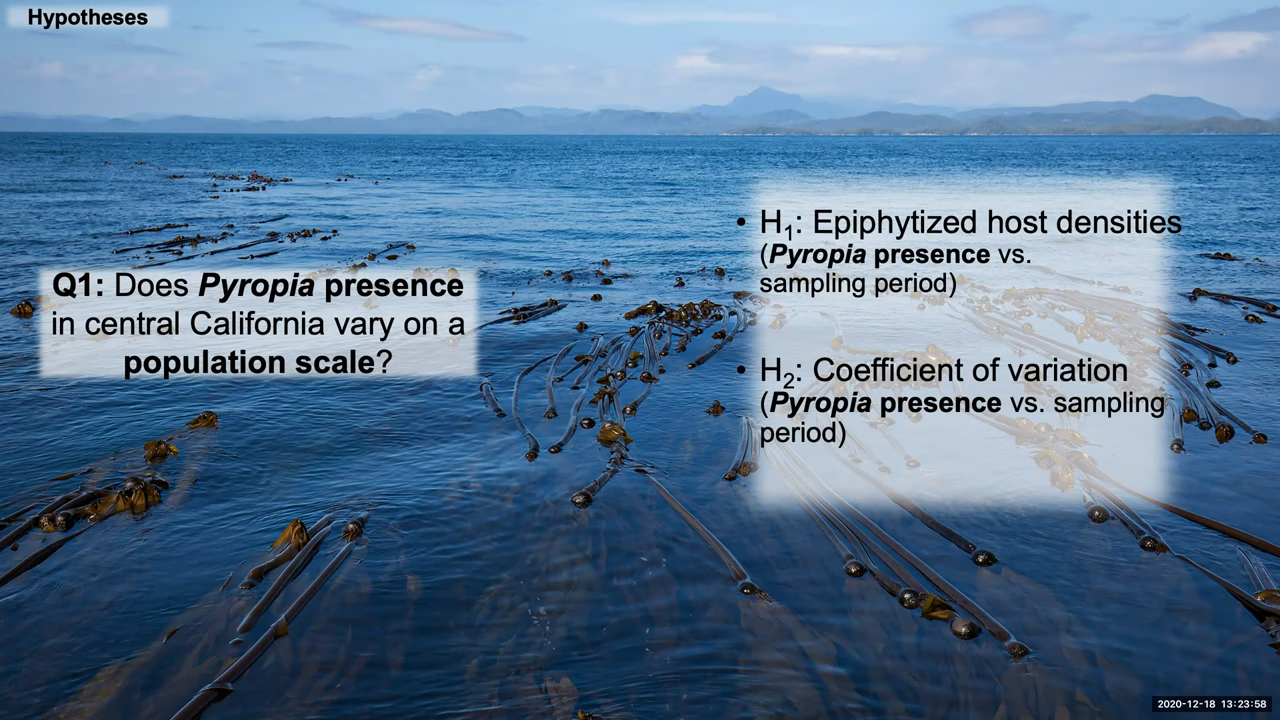 Hypotheses
Q1: Does Pyropia presence
in central California vary on a
population scale?
• H1: Epiphytized host densities
(Pyropia presence vs.
sampling period)
• H2: Coefficient of variation
(Pyropia presence vs. sampling
period)
2020-12-18 13:23:58